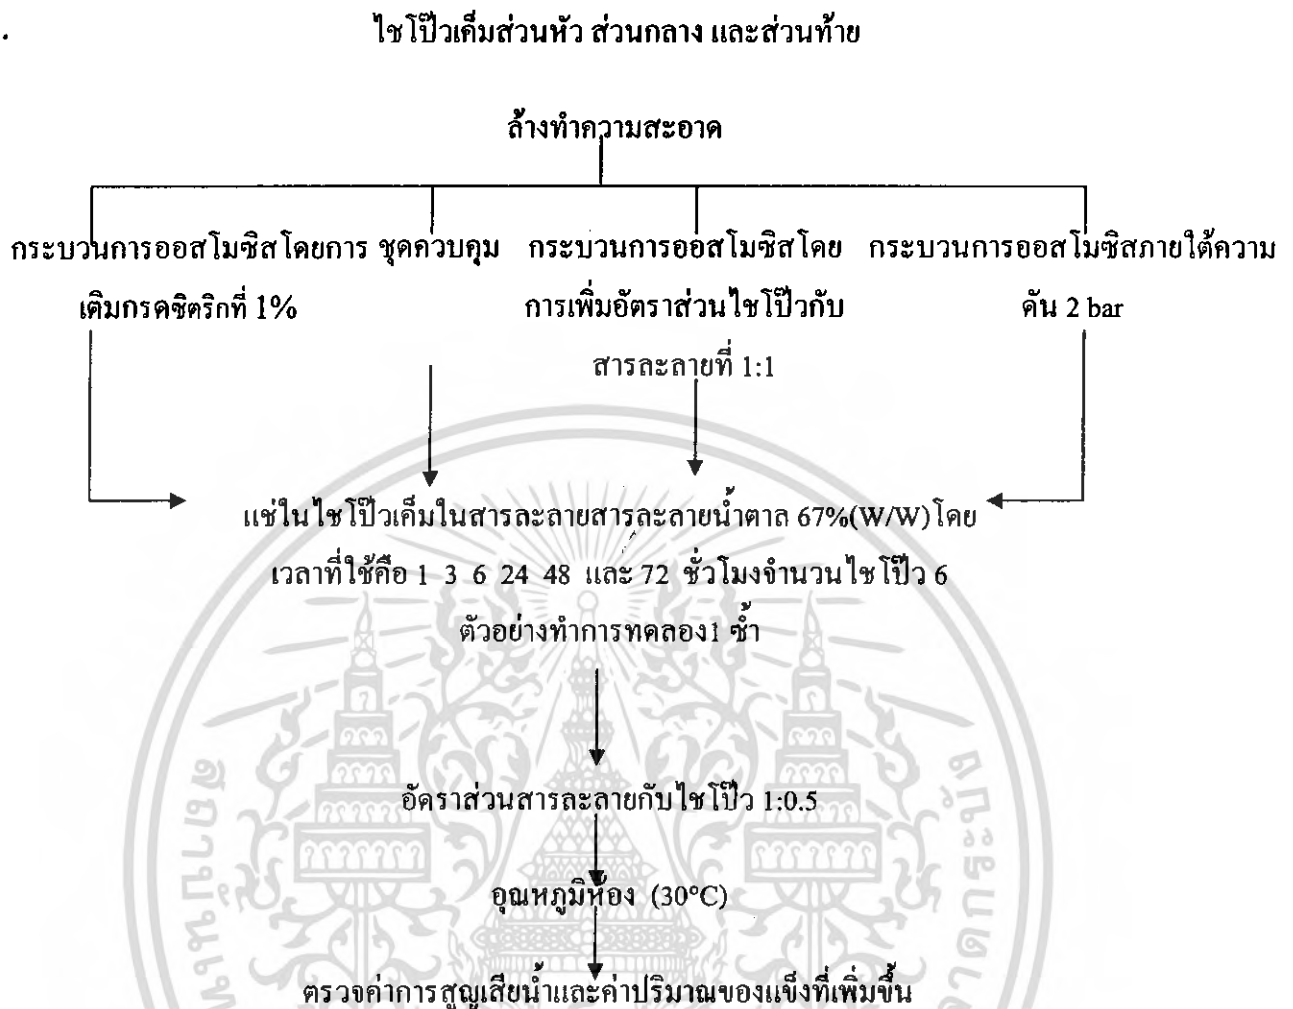 ไชโป๊วเค็มส่วนหัว ส่วนกลาง และส่วนท้าย
ล้างทำความสะอาด
กระบวนการออสโมซิสโดยการ
เติมกรดซิตริกที่ 1%
ชุดควบคุม
กระบวนการออสโมซิสโดย
การเพิ่มอัตราส่วนไชโป๊วกับ
สารละลายที่ 1:1
กระบวนการออสโมซิสภายใต้ความ
ดัน 2 bar
แช่ในไชโป๊วเค็มในสารละลายสารละลายน้ำตาล 67%(W/W)โดย
เวลาที่ใช้คือ 1 3 6 24 48 และ 72 ชั่วโมงจำนวนไชโป๊ว 6
ตัวอย่างทำการทดลอง1 ซ้ำ
อัตราส่วนสารละลายกับไชโป๊ว 1:0.5
อุณหภูมิห้อง (30°C)
ตรวจค่าการสูญเสียน้ำและค่าปริมาณของแข็งที่เพิ่มขึ้น